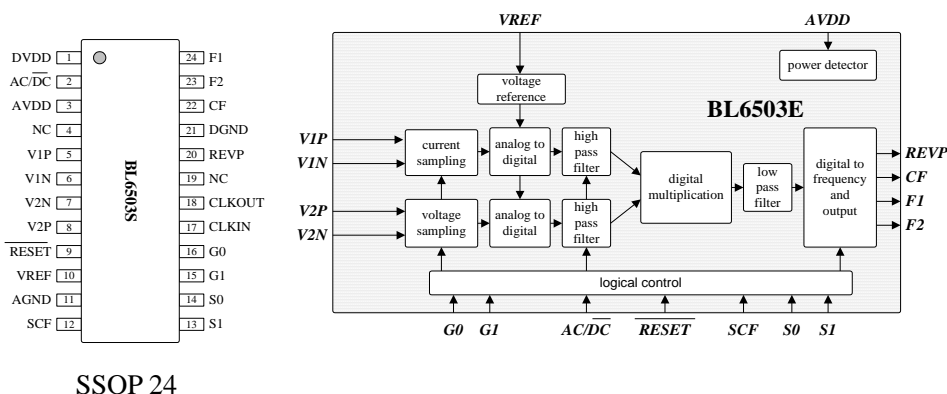 DVDD 1
AC/DC 2
AVDD 3
NC 4
V1P 5
V1N 6
V2N 7
V2P 8
RESET 9
VREF 10
AGND 11
SCF 12
BL6503S
24 F1
23 F2
22 CF
21 DGND
20 REVP
19 NC
18 CLKOUT
17 CLKIN
16 G0
15 G1
14 S0
13 S1
SSOP 24
VREF
AVDD
voltage
reference
power detector
BL6503E
V1P
V1N
current
sampling
analog to
digital
high
pass
filter
V2P
V2N
voltage
sampling
analog to
digital
high
pass
filter
digital
multiplication
low
pass
filter
digital to
frequency
and
output
REVP
CF
F1
F2
logical control
G0 G1 AC/DC RESET SCF S0 S1